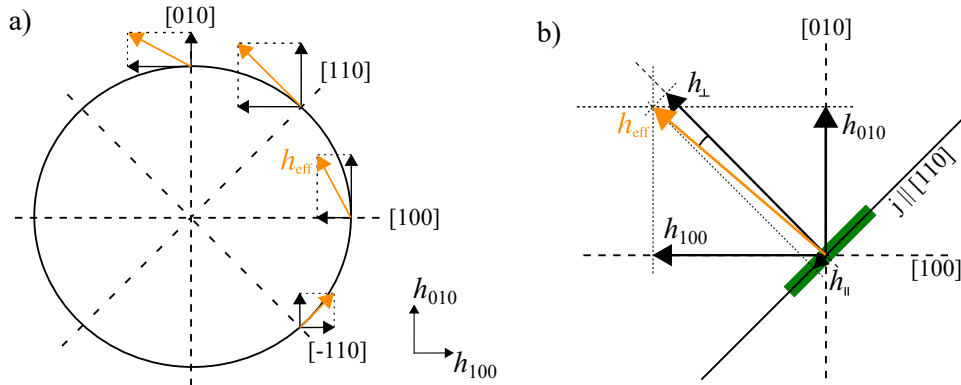 a)
[010]
[110]
h_eff
[100]
[-110]
h_010
h_100
b)
[010]
h_⊥
h_eff
h_010
j || [110]
h_100
[100]
h_∥